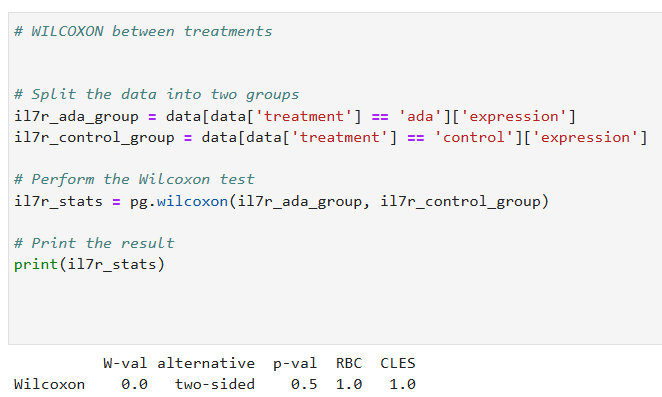 # WILCOXON between treatments
# Split the data into two groups
il7r_ada_group = data[data['treatment'] == 'ada']['expression']
il7r_control_group = data[data['treatment'] == 'control']['expression']
# Perform the Wilcoxon test
il7r_stats = pg.wilcoxon(il7r_ada_group, il7r_control_group)
# Print the result
print(il7r_stats)
W-val alternative p-val RBC CLES
Wilcoxon 0.0 two-sided 0.5 1.0 1.0